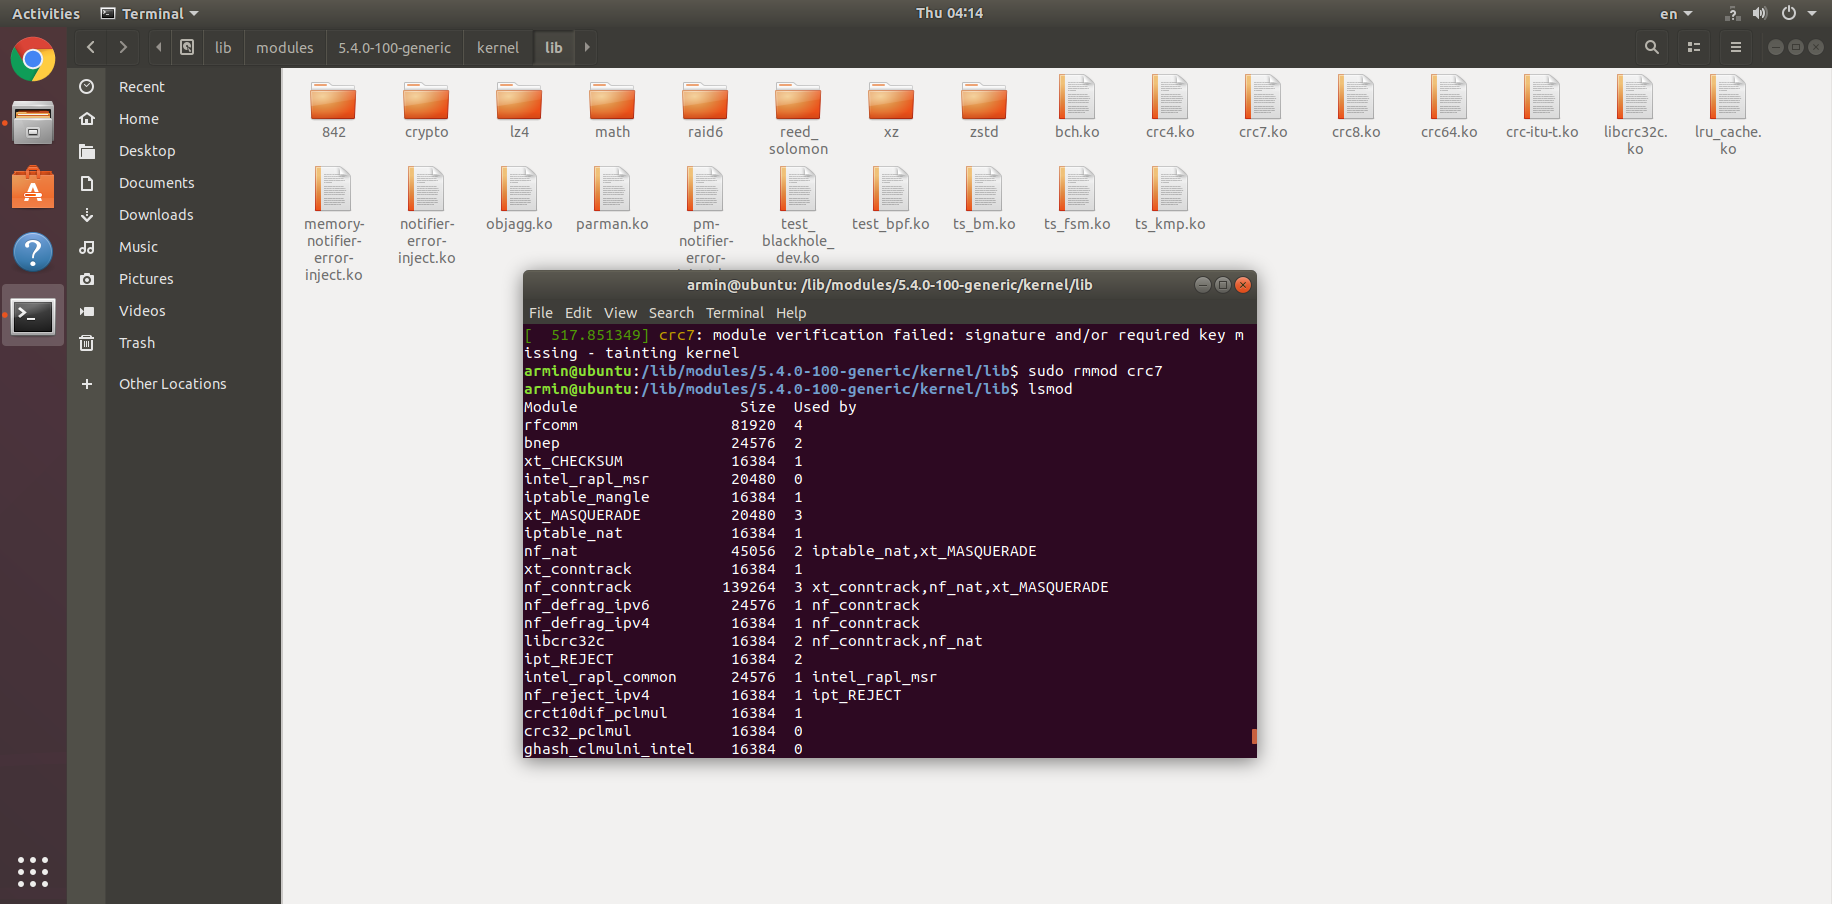 Activities
Terminal
Thu 04:14
en
lib
modules
5.4.0-100-generic
kernel
lib
Recent
Home
Desktop
Documents
Downloads
Music
Pictures
Videos
Trash
Other Locations
842
crypto
lz4
math
raid6
reed_
solomon
xz
zstd
bch.ko
crc4.ko
crc7.ko
crc8.ko
crc64.ko
crc-itu-t.ko
libcrc32c.
ko
lru_cache.
ko
memory-
notifier-
error-
inject.ko
notifier-
error-
inject.ko
objagg.ko
parman.ko
pm-
notifier-
error-
test_
blackhole_
dev.ko
test_bpf.ko
ts_bm.ko
ts_fsm.ko
ts_kmp.ko
armin@ubuntu: /lib/modules/5.4.0-100-generic/kernel/lib
File Edit View Search Terminal Help
[  517.851349] crc7: module verification failed: signature and/or required key m
issing - tainting kernel
armin@ubuntu:/lib/modules/5.4.0-100-generic/kernel/lib$ sudo rmmod crc7
armin@ubuntu:/lib/modules/5.4.0-100-generic/kernel/lib$ lsmod
Module                  Size  Used by
rfcomm                 81920  4
bnep                   24576  2
xt_CHECKSUM            16384  1
intel_rapl_msr         20480  0
iptable_mangle         16384  1
xt_MASQUERADE          20480  3
iptable_nat            16384  1
nf_nat                 45056  2 iptable_nat,xt_MASQUERADE
xt_conntrack           16384  1
nf_conntrack          139264  3 xt_conntrack,nf_nat,xt_MASQUERADE
nf_defrag_ipv6         24576  1 nf_conntrack
nf_defrag_ipv4         16384  1 nf_conntrack
libcrc32c              16384  2 nf_conntrack,nf_nat
ipt_REJECT             16384  2
intel_rapl_common      24576  1 intel_rapl_msr
nf_reject_ipv4         16384  1 ipt_REJECT
crct10dif_pclmul       16384  1
crc32_pclmul           16384  0
ghash_clmulni_intel    16384  0